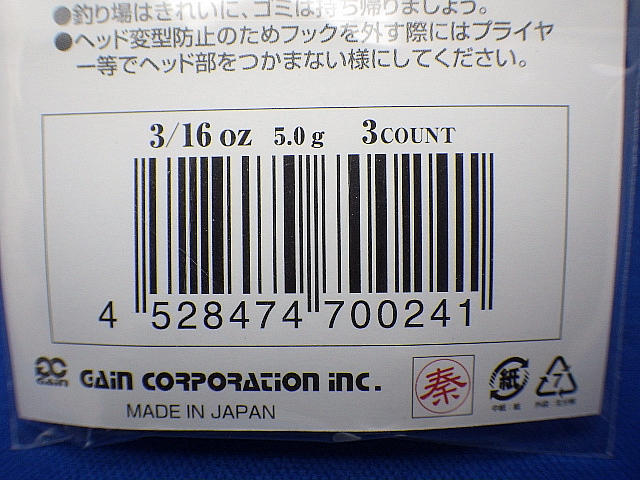 ●釣り場はきれいに、ゴミは持ち帰りましょう。
●ヘッド変型防止のためフックを外す際にはプライヤ
ー等でヘッド部をつかまない様にしてください。
3/16 oz 5.0 g 3COUNT
4 528474 700241
GAIN
GAIN CORPORATION INC.
MADE IN JAPAN
秦
紙
7